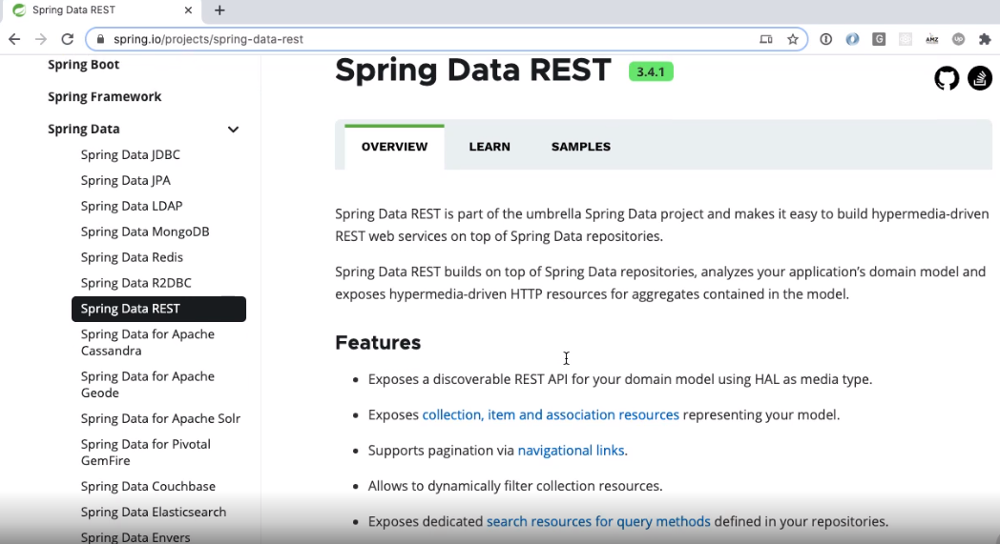 Spring Data REST
spring.io/projects/spring-data-rest
Spring Boot
Spring Framework
Spring Data
Spring Data JDBC
Spring Data JPA
Spring Data LDAP
Spring Data MongoDB
Spring Data Redis
Spring Data R2DBC
Spring Data REST
Spring Data for Apache
Cassandra
Spring Data for Apache
Geode
Spring Data for Apache Solr
Spring Data for Pivotal
GemFire
Spring Data Couchbase
Spring Data Elasticsearch
Spring Data Envers
Spring Data REST 3.4.1
OVERVIEW LEARN SAMPLES
Spring Data REST is part of the umbrella Spring Data project and makes it easy to build hypermedia-driven
REST web services on top of Spring Data repositories.
Spring Data REST builds on top of Spring Data repositories, analyzes your application's domain model and
exposes hypermedia-driven HTTP resources for aggregates contained in the model.
Features
• Exposes a discoverable REST API for your domain model using HAL as media type.
• Exposes collection, item and association resources representing your model.
• Supports pagination via navigational links.
• Allows to dynamically filter collection resources.
• Exposes dedicated search resources for query methods defined in your repositories.